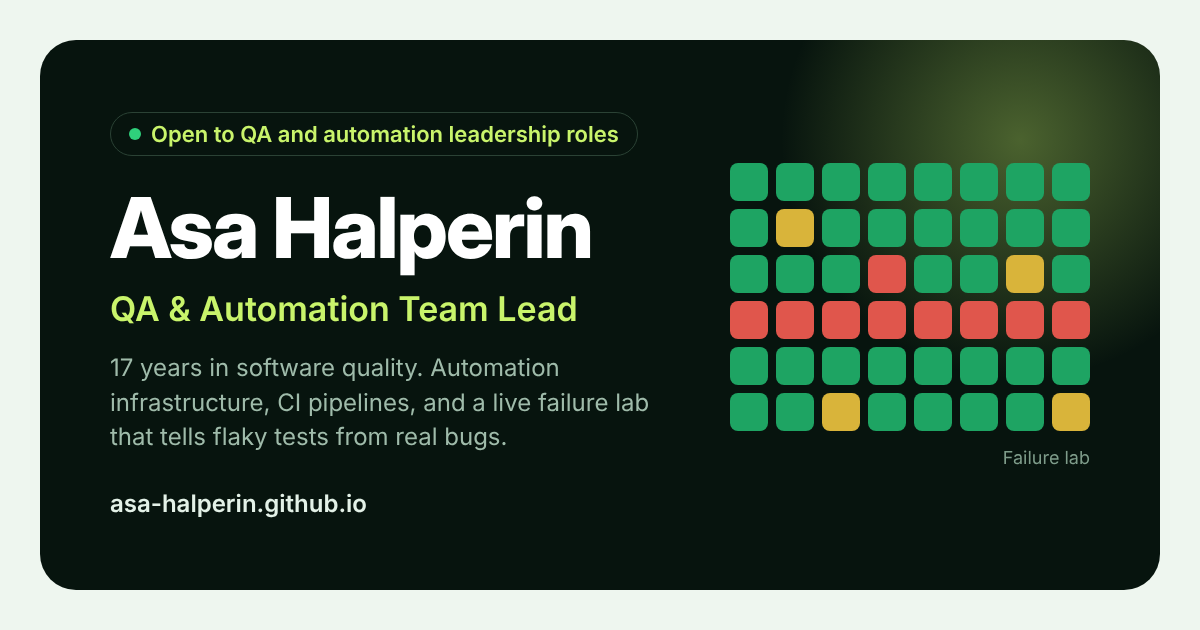 Open to QA and automation leadership roles
Asa Halperin
QA & Automation Team Lead
17 years in software quality. Automation
infrastructure, CI pipelines, and a live failure lab
that tells flaky tests from real bugs.
asa-halperin.github.io
Failure lab